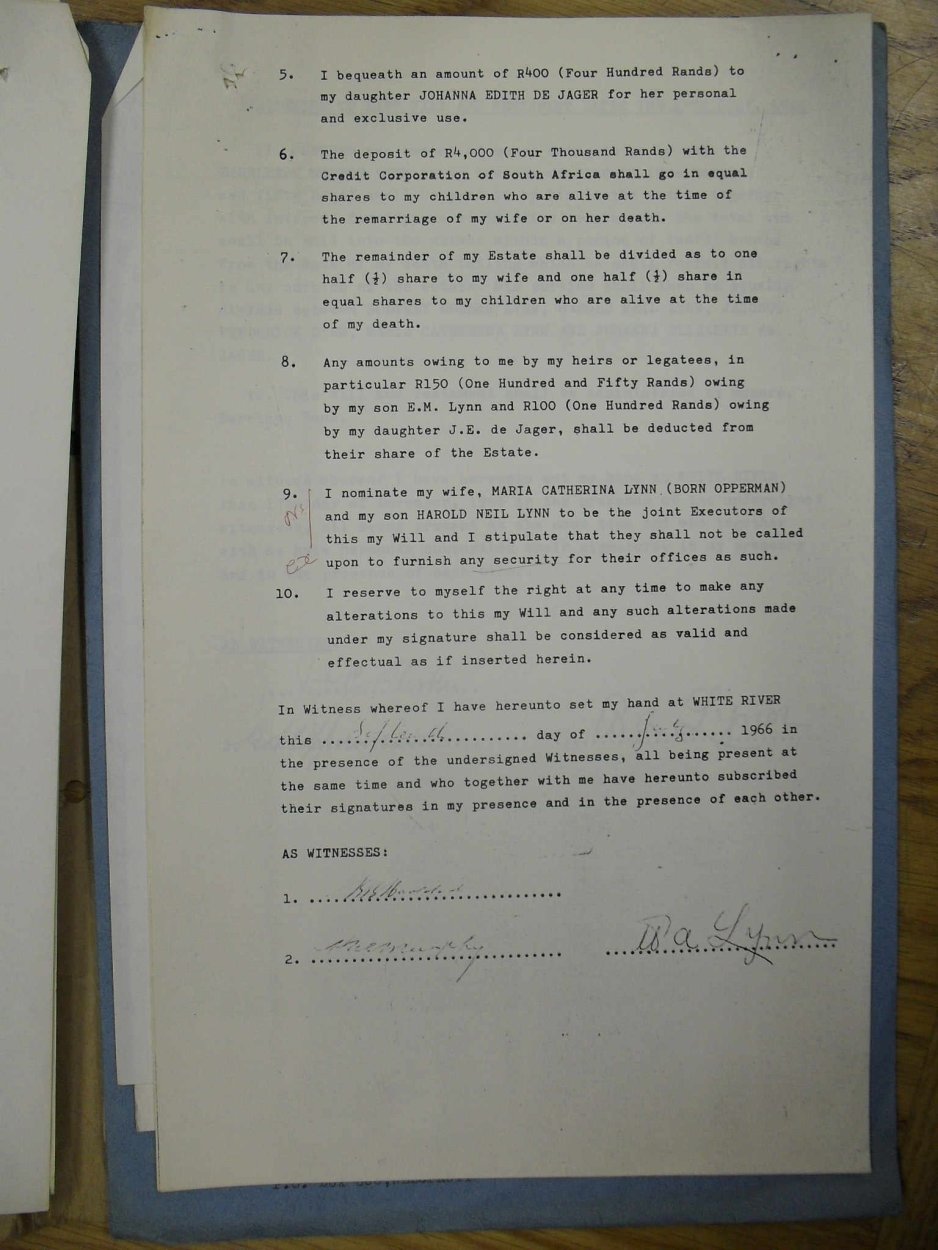 5. I bequeath an amount of R400 (Four Hundred Rands) to
my daughter JOHANNA EDITH DE JAGER for her personal
and exclusive use.
6. The deposit of R4,000 (Four Thousand Rands) with the
Credit Corporation of South Africa shall go in equal
shares to my children who are alive at the time of
the remarriage of my wife or on her death.
7. The remainder of my Estate shall be divided as to one
half (½) share to my wife and one half (½) share in
equal shares to my children who are alive at the time
of my death.
8. Any amounts owing to me by my heirs or legatees, in
particular R150 (One Hundred and Fifty Rands) owing
by my son E.M. Lynn and R100 (One Hundred Rands) owing
by my daughter J.E. de Jager, shall be deducted from
their share of the Estate.
9. I nominate my wife, MARIA CATHERINA LYNN (BORN OPPERMAN)
and my son HAROLD NEIL LYNN to be the joint Executors of
this my Will and I stipulate that they shall not be called
upon to furnish any security for their offices as such.
10. I reserve to myself the right at any time to make any
alterations to this my Will and any such alterations made
under my signature shall be considered as valid and
effectual as if inserted herein.
In Witness whereof I have hereunto set my hand at WHITE RIVER
this .................... day of .................... 1966 in
the presence of the undersigned Witnesses, all being present at
the same time and who together with me have hereunto subscribed
their signatures in my presence and in the presence of each other.
AS WITNESSES:
1. ..............................
2. .............................. Lynn